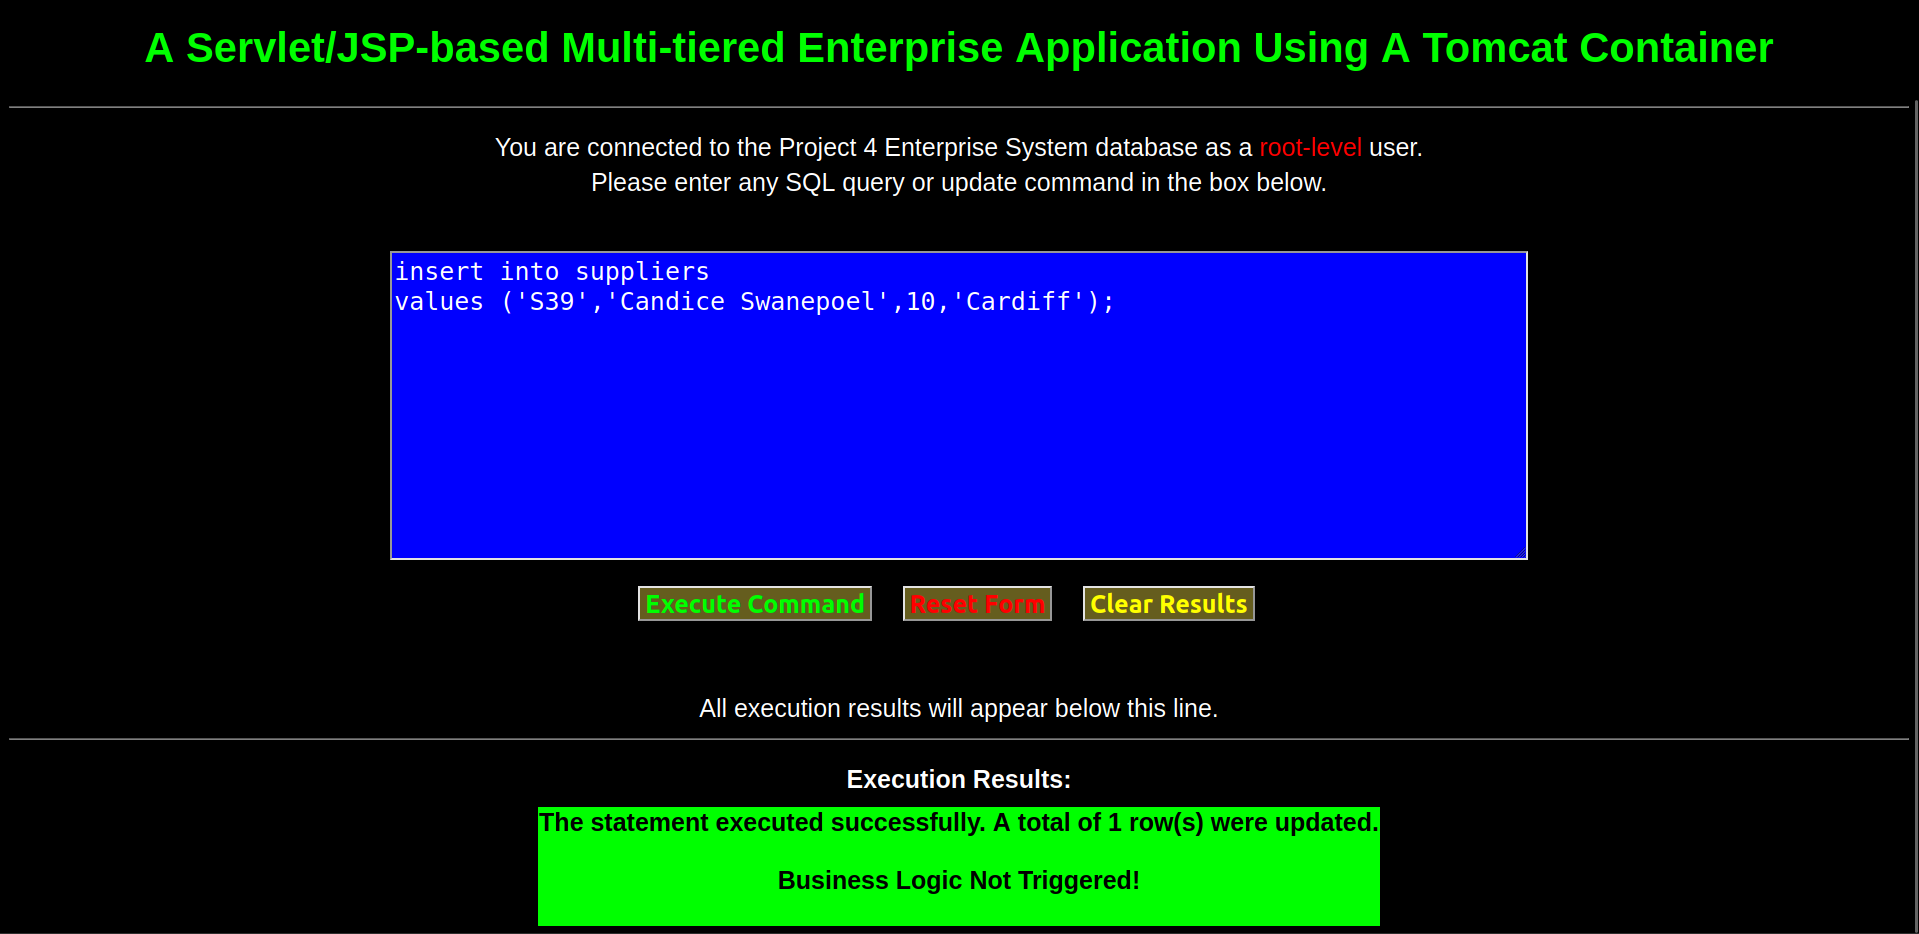 A Servlet/JSP-based Multi-tiered Enterprise Application Using A Tomcat Container
You are connected to the Project 4 Enterprise System database as a root-level user.
Please enter any SQL query or update command in the box below.
insert into suppliers
values ('S39','Candice Swanepoel',10,'Cardiff');
Execute Command Reset Form Clear Results
All execution results will appear below this line.
Execution Results:
The statement executed successfully. A total of 1 row(s) were updated.
Business Logic Not Triggered!